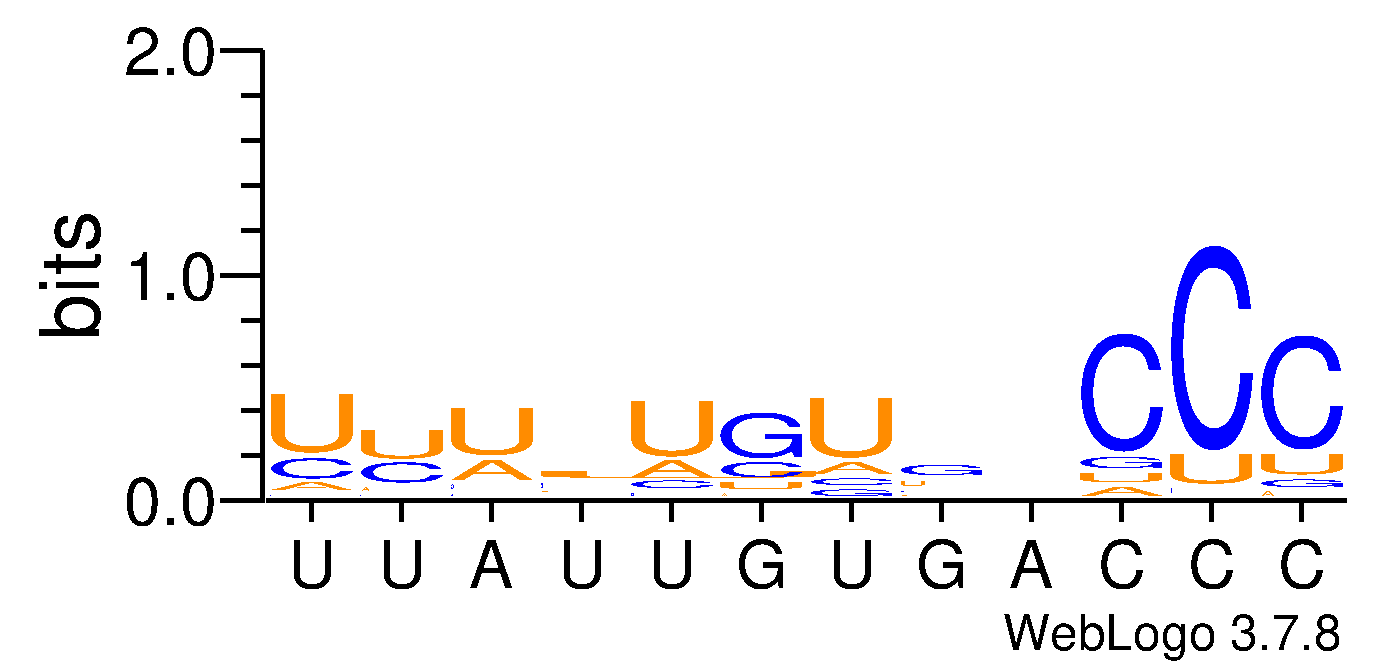 2.0
bits
1.0
0.0
U U A U U G U G A C C C
WebLogo 3.7.8